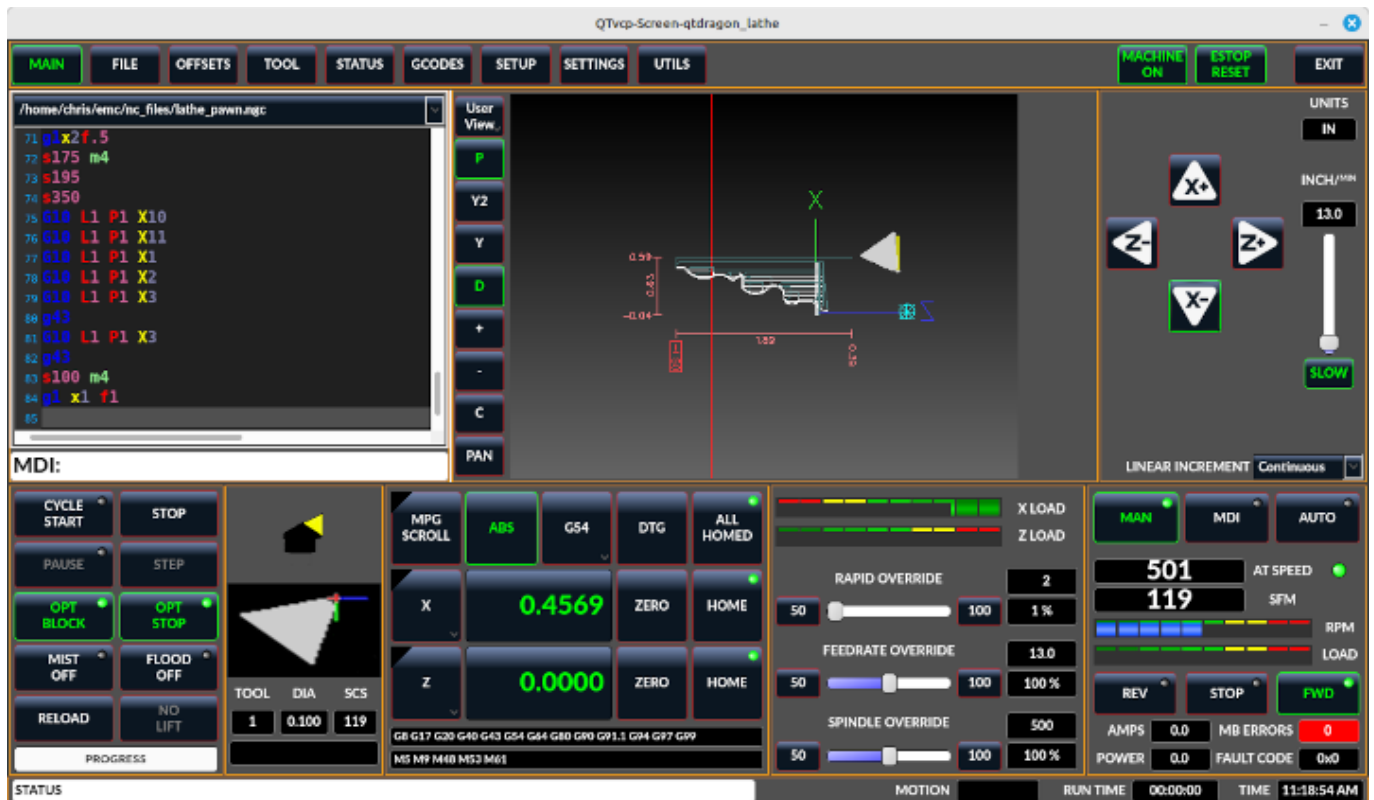 QTvcp-Screen-qtdragon_lathe
MAIN FILE OFFSETS TOOL STATUS GCODES SETUP SETTINGS UTILS MACHINE ON ESTOP RESET EXIT
/home/chris/emc/nc_files/lathe_pawn.ngc
71 g1x2f.5
72 s175 m4
73 s195
74 s350
75 G10 L1 P1 X10
76 G10 L1 P1 X11
77 G10 L1 P1 X1
78 G10 L1 P1 X2
79 G10 L1 P1 X3
80 g43
81 G10 L1 P1 X3
82 g43
83 s100 m4
84 g1 x1 f1
85
MDI:
User View
P
Y2
Y
D
+
-
C
PAN
X
0.59
0.63
-0.04
Z
1.89
UNITS
IN
X+
INCH/MIN
13.0
Z- Z+
X-
SLOW
LINEAR INCREMENT Continuous
CYCLE START STOP
PAUSE STEP
OPT BLOCK OPT STOP
MIST OFF FLOOD OFF
RELOAD NO LIFT
PROGRESS
TOOL DIA SCS
1 0.100 119
MPG SCROLL ABS G54 DTG ALL HOMED
X 0.4569 ZERO HOME
Z 0.0000 ZERO HOME
G8 G17 G20 G40 G43 G54 G64 G80 G90 G91.1 G94 G97 G99
M5 M9 M48 M53 M61
X LOAD
Z LOAD
RAPID OVERRIDE 2
50 100 1 %
FEEDRATE OVERRIDE 13.0
50 100 100 %
SPINDLE OVERRIDE 500
50 100 100 %
MAN MDI AUTO
501 AT SPEED
119 SFM
RPM
LOAD
REV STOP FWD
AMPS 0.0 MB ERRORS 0
POWER 0.0 FAULT CODE 0x0
STATUS MOTION RUN TIME 00:00:00 TIME 11:18:54 AM